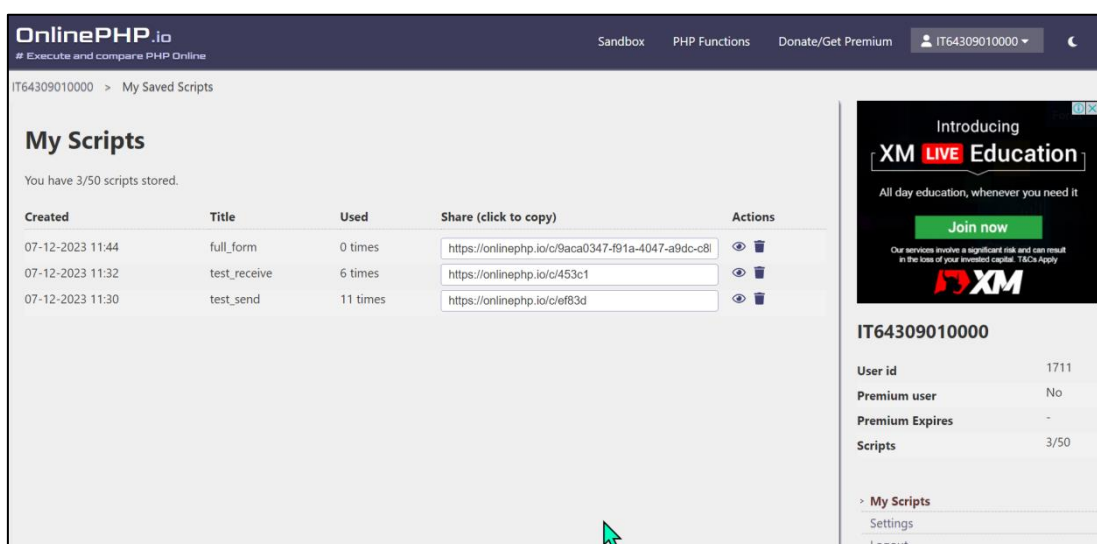 OnlinePHP.io
# Execute and compare PHP Online
Sandbox PHP Functions Donate/Get Premium IT64309010000
IT64309010000 > My Saved Scripts
My Scripts
You have 3/50 scripts stored.
Created Title Used Share (click to copy) Actions
07-12-2023 11:44 full_form 0 times https://onlinephp.io/c/9aca0347-f91a-4047-a9dc-c8
07-12-2023 11:32 test_receive 6 times https://onlinephp.io/c/453c1
07-12-2023 11:30 test_send 11 times https://onlinephp.io/c/ef83d
Introducing
XM LIVE Education
All day education, whenever you need it
Join now
Our services involve a significant risk and can result
in the loss of your invested capital. T&Cs Apply
XM
IT64309010000
User id 1711
Premium user No
Premium Expires -
Scripts 3/50
> My Scripts
Settings
Logout